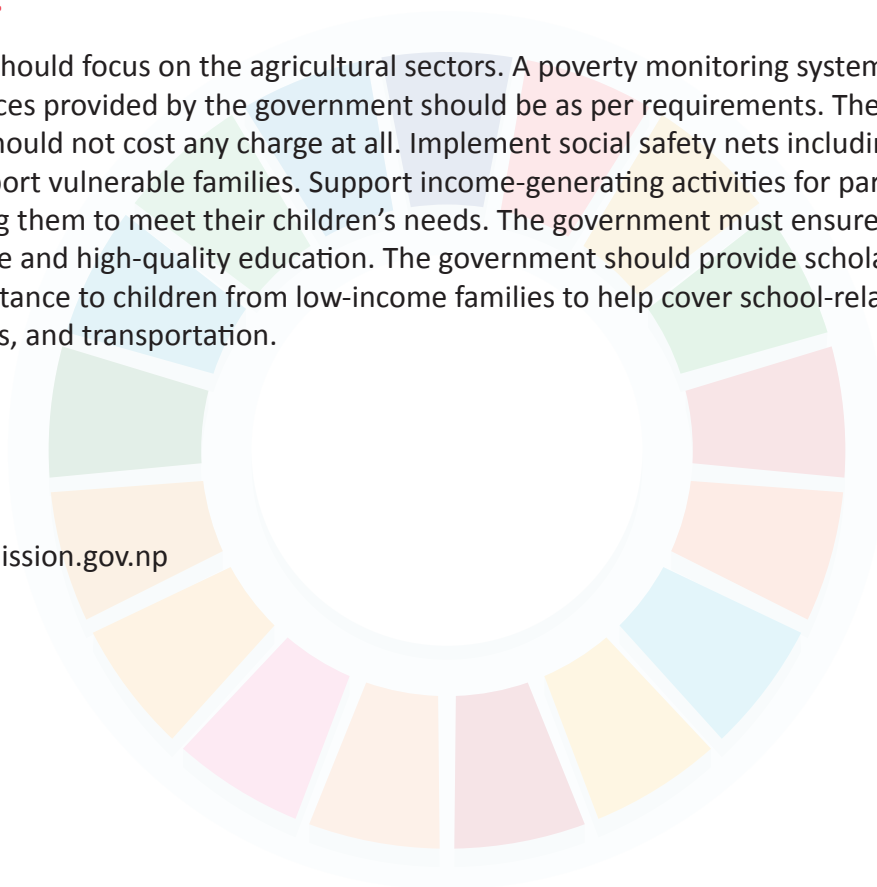 hould focus on the agricultural sectors. A poverty monitoring system
ces provided by the government should be as per requirements. The
hould not cost any charge at all. Implement social safety nets includin
port vulnerable families. Support income-generating activities for par
g them to meet their children’s needs. The government must ensure
e and high-quality education. The government should provide schola
tance to children from low-income families to help cover school-rela
s, and transportation.
ission.gov.np